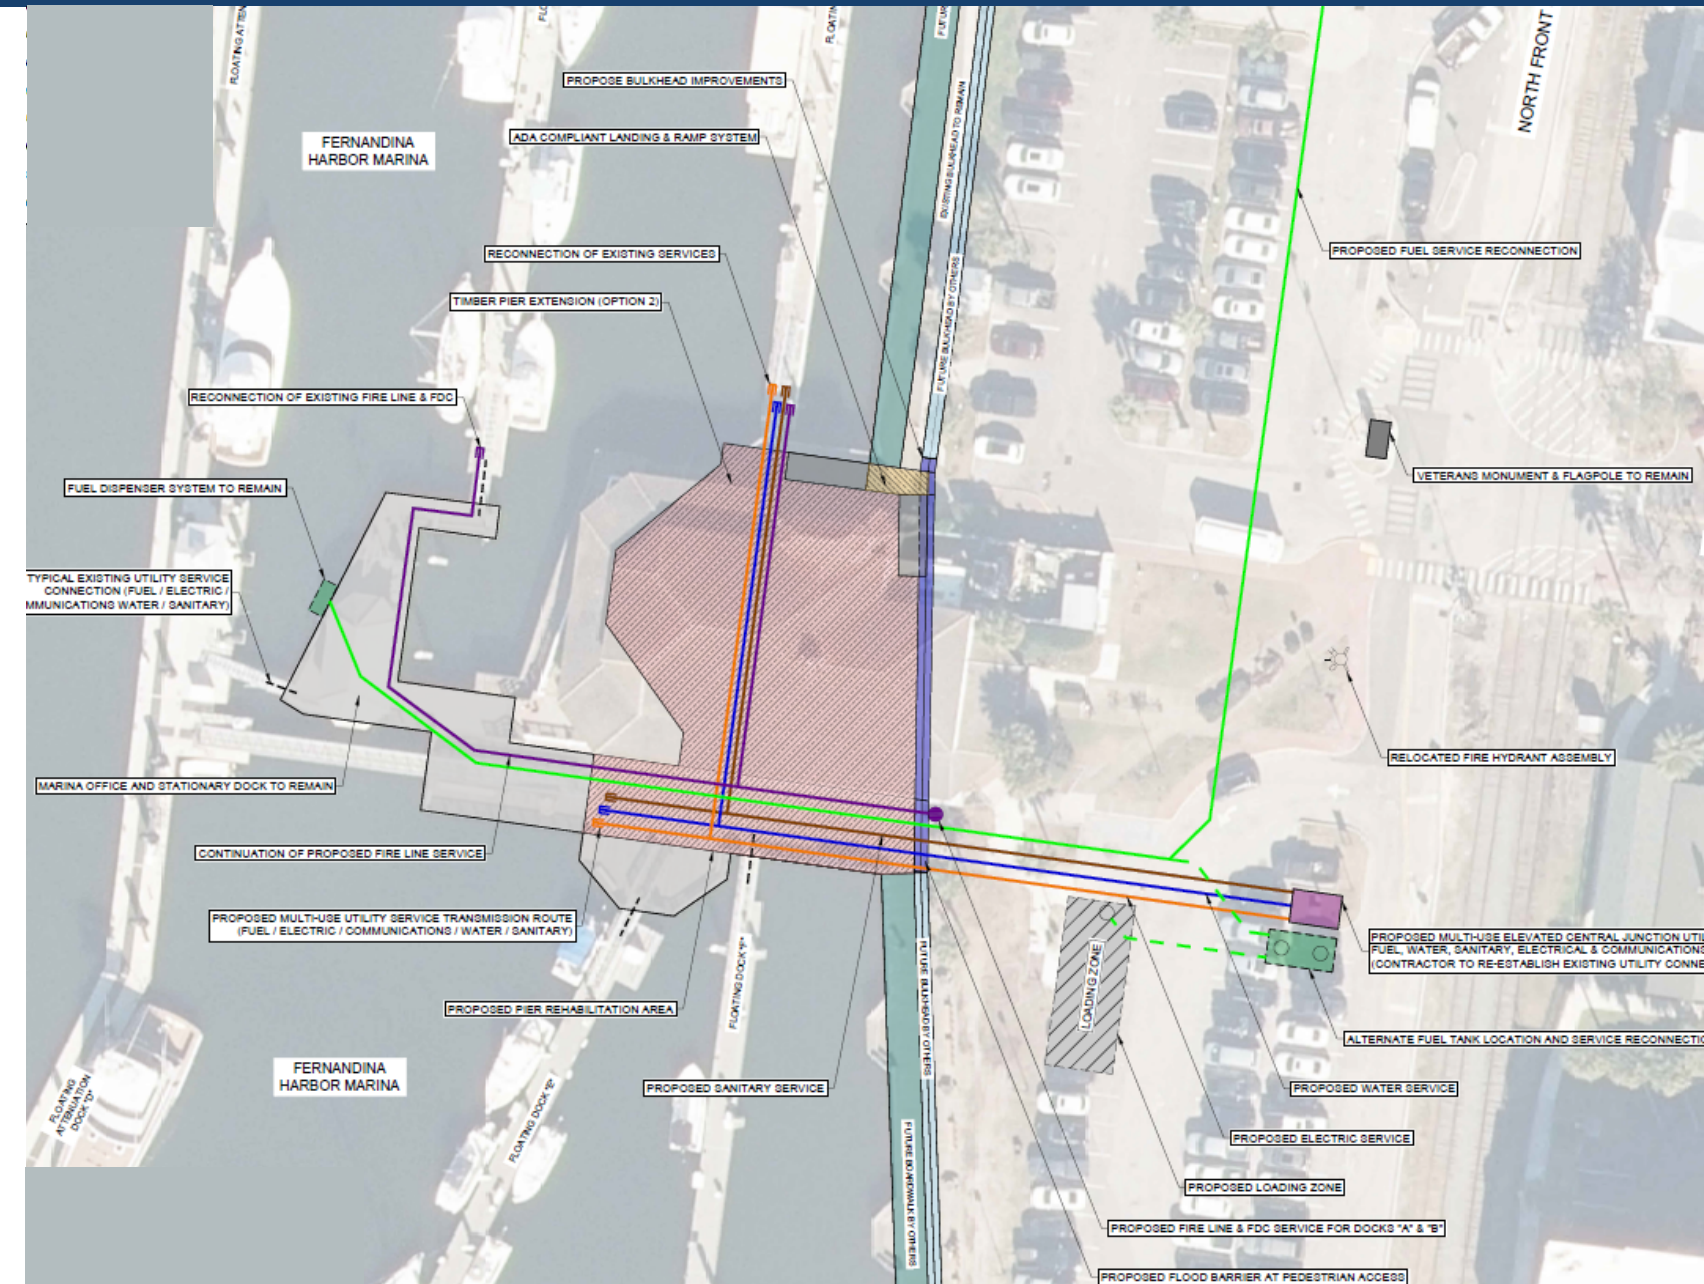 FLOATING ATTEN
NORTH FRONT
PROPOSE BULKHEAD IMPROVEMENTS
ADA COMPLIANT LANDING & RAMP SYSTEM
FERNANDINA
HARBOR MARINA
EXISTING BULKHEAD TO REMAIN
FUTURE BULKHEAD BY OTHERS
RECONNECTION OF EXISTING SERVICES
PROPOSED FUEL SERVICE RECONNECTION
TIMBER PIER EXTENSION (OPTION 2)
RECONNECTION OF EXISTING FIRE LINE & FDC
VETERANS MONUMENT & FLAGPOLE TO REMAIN
FUEL DISPENSER SYSTEM TO REMAIN
TYPICAL EXISTING UTILITY SERVICE
CONNECTION (FUEL / ELECTRIC /
MMUNICATIONS WATER / SANITARY)
RELOCATED FIRE HYDRANT ASSEMBLY
MARINA OFFICE AND STATIONARY DOCK TO REMAIN
CONTINUATION OF PROPOSED FIRE LINE SERVICE
PROPOSED MULTI-USE UTILITY SERVICE TRANSMISSION ROUTE
(FUEL / ELECTRIC / COMMUNICATIONS / WATER / SANITARY)
PROPOSED MULTI-USE ELEVATED CENTRAL JUNCTION UTIL
FUEL, WATER, SANITARY, ELECTRICAL & COMMUNICATIONS
(CONTRACTOR TO RE-ESTABLISH EXISTING UTILITY CONNE
LOADING ZONE
FLOATING DOCK "F"
FUTURE BULKHEAD BY OTHERS
PROPOSED PIER REHABILITATION AREA
ALTERNATE FUEL TANK LOCATION AND SERVICE RECONNECTIO
FERNANDINA
HARBOR MARINA
PROPOSED SANITARY SERVICE
PROPOSED WATER SERVICE
FLOATING
ATTENUATION
DOCK "D"
FLOATING DOCK "E"
PROPOSED ELECTRIC SERVICE
FUTURE BOARDWALK BY OTHERS
PROPOSED LOADING ZONE
PROPOSED FIRE LINE & FDC SERVICE FOR DOCKS "A" & "B"
PROPOSED FLOOD BARRIER AT PEDESTRIAN ACCESS